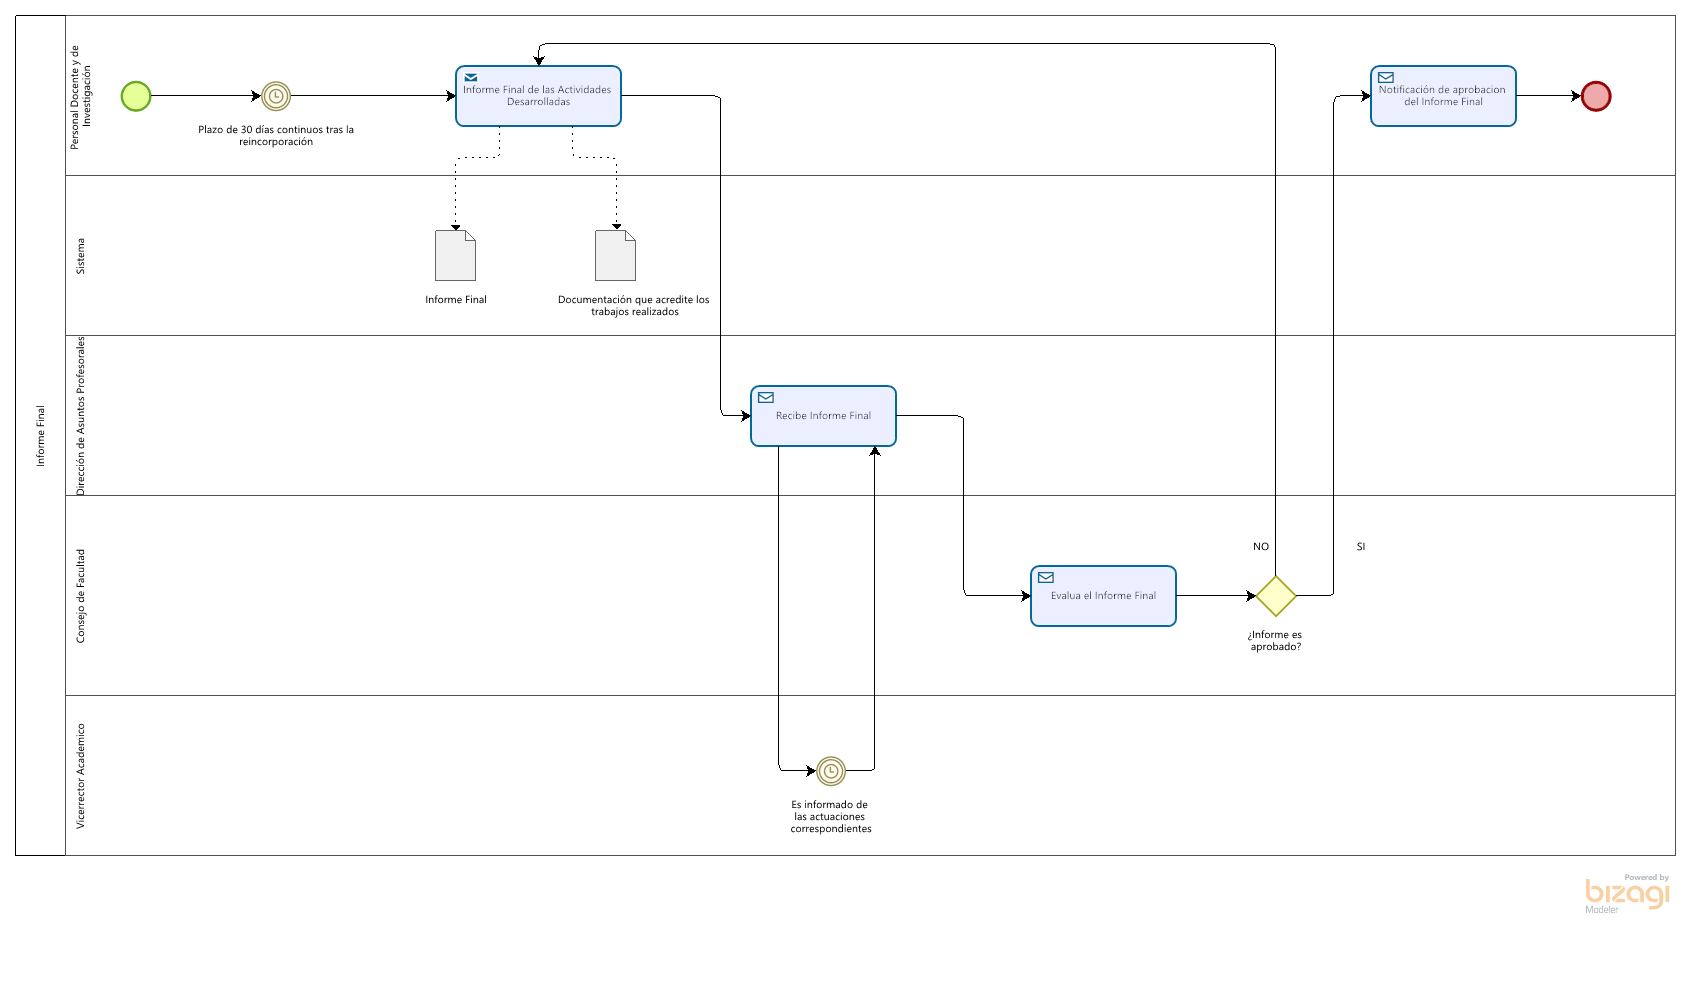 Informe Final
Personal Docente y de
Investigación
Plazo de 30 días continuos tras la
reincorporación
Informe Final de las Actividades
Desarrolladas
Notificación de aprobacion
del Informe Final
Sistema
Informe Final
Documentación que acredite los
trabajos realizados
Dirección de Asuntos Profesorales
Recibe Informe Final
Consejo de Facultad
Evalua el Informe Final
NO
SI
¿Informe es
aprobado?
Vicerrector Academico
Es informado de
las actuaciones
correspondientes
Powered by
bizagi
Modeler